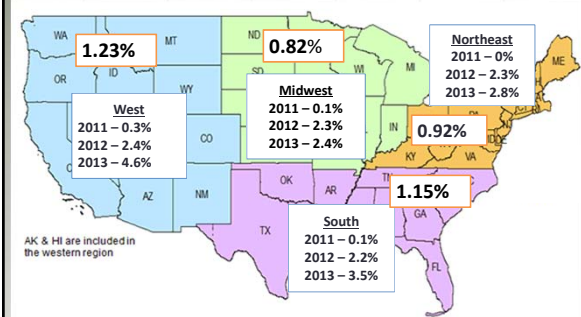 WA
MT
ND
1.23%
0.82%
Northeast
2011 – 0%
2012 – 2.3%
2013 – 2.8%
ME
OR
ID
SD
WI
MI
WY
West
2011 – 0.3%
2012 – 2.4%
2013 – 4.6%
Midwest
2011 – 0.1%
2012 – 2.3%
2013 – 2.4%
IN
0.92%
CO
KY
VA
AZ
NM
OK
AR
TN
1.15%
TX
GA
South
2011 – 0.1%
2012 – 2.2%
2013 – 3.5%
FL
AK & HI are included in
the western region